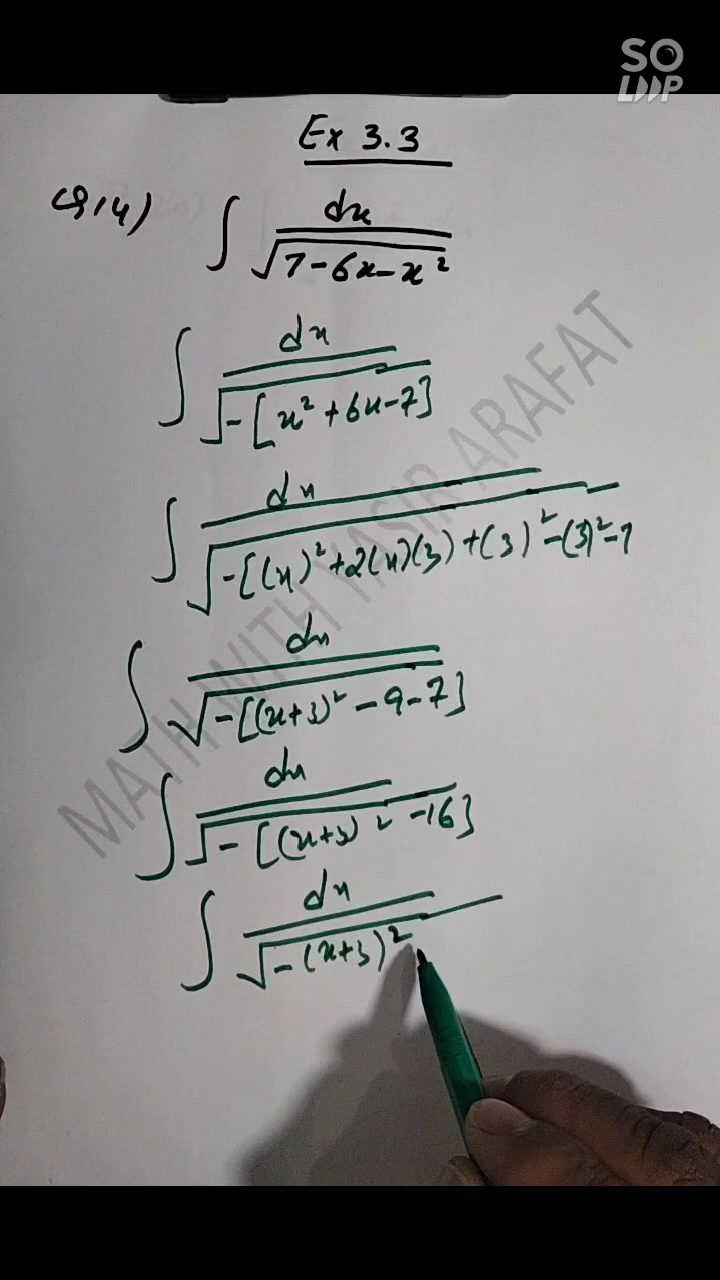 SO
LOOP
Ex 3.3
Q14) ∫ dx / √(7-6x-x²)
∫ dx / √(-[x²+6x-7])
∫ dx / √(-[(x)²+2(x)(3)+(3)²-(3)²-7
∫ dx / √(-[(x+3)²-9-7])
∫ dx / √(-[(x+3)²-16])
∫ dx / √(-(x+3)²
MATH WITH YASIR ARAFAT